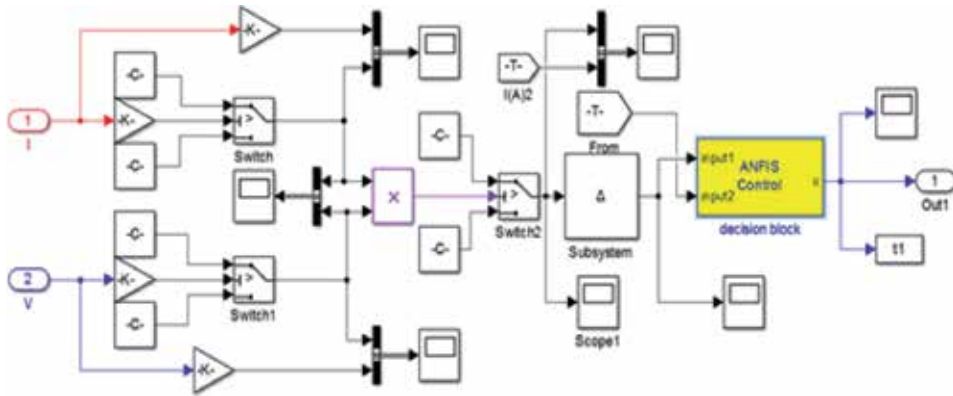 -K-
-T-
I(A)2
-C-
1
I
-K-
>
Switch
-C-
-T-
From
-C-
X
>
Switch2
-C-
Δ
Subsystem
input1
input2
ANFIS
Control
decision block
1
Out1
t1
-C-
2
V
-K-
>
Switch1
-C-
Scope1
-K-